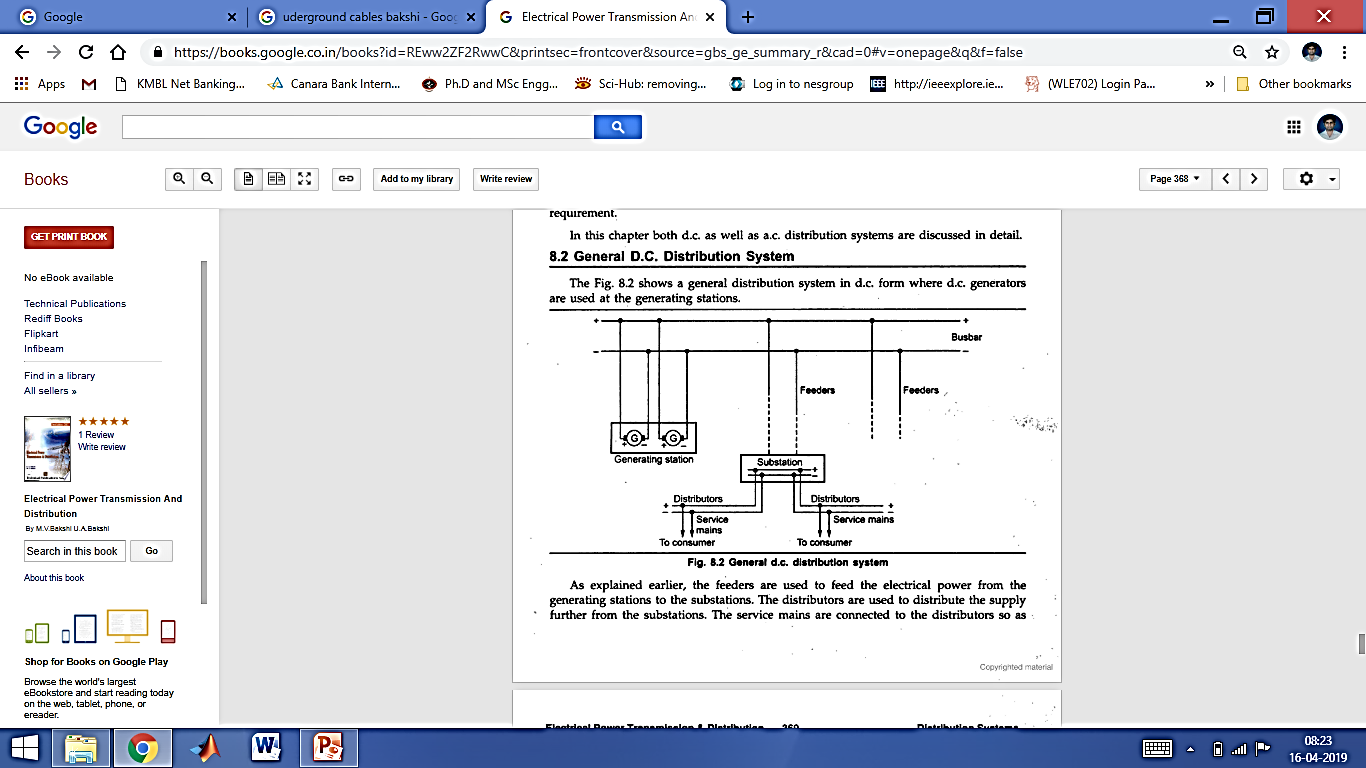 Google
uderground cables bakshi - Goo
Electrical Power Transmission An
https://books.google.co.in/books?id=REww2ZF2RwwC&printsec=frontcover&source=gbs_ge_summary_r&cad=0#v=onepage&q&f=false
Apps
KMBL Net Banking...
Canara Bank Intern...
Ph.D and MSc Engg...
Sci-Hub: removing...
Log in to nesgroup
IEEE
http://ieeexplore.ie...
(WLE702) Login Pa...
»
Other bookmarks
Google
Books
Add to my library
Write review
Page 368
GET PRINT BOOK
No eBook available
Technical Publications
Rediff Books
Flipkart
Infibeam
Find in a library
All sellers »
★★★★★
1 Review
Write review
Electrical Power Transmission And
Distribution
By M.V.Bakshi U.A.Bakshi
Search in this book
Go
About this book
Shop for Books on Google Play
Browse the world's largest
eBookstore and start reading today
on the web, tablet, phone, or
ereader.
requirement.
In this chapter both d.c. as well as a.c. distribution systems are discussed in detail.
8.2 General D.C. Distribution System
The Fig. 8.2 shows a general distribution system in d.c. form where d.c. generators
are used at the generating stations.
+ +
Busbar
– –
Feeders Feeders
+ G – + G –
Generating station
Substation
+
–
Distributors Distributors
+ +
– –
Service Service mains
mains
To consumer To consumer
Fig. 8.2 General d.c. distribution system
As explained earlier, the feeders are used to feed the electrical power from the
generating stations to the substations. The distributors are used to distribute the supply
further from the substations. The service mains are connected to the distributors so as
Copyrighted material
Electrical Power Transmission & Distribution 369 Distribution Systems
08:23
16-04-2019